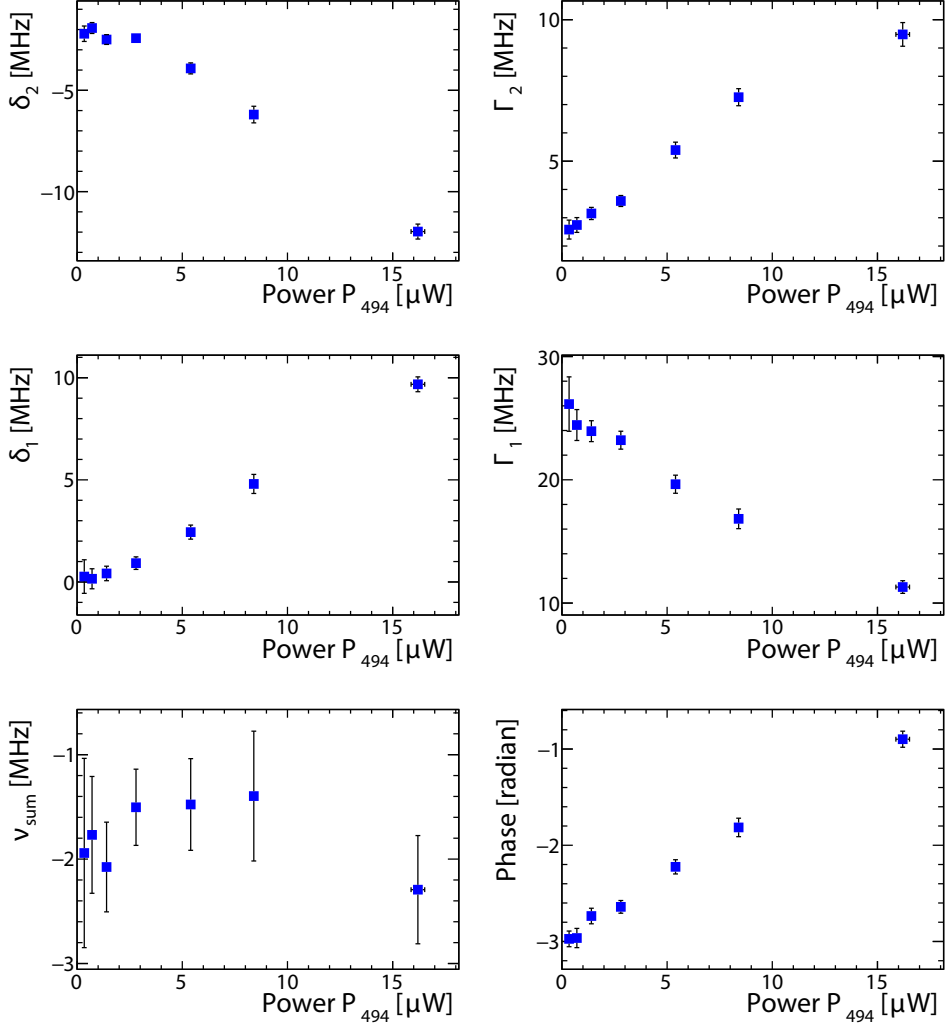 δ₂ [MHz]
−5
−10
0 5 10 15
Power P₄₉₄ [μW]
Γ₂ [MHz]
10
5
0 5 10 15
Power P₄₉₄ [μW]
δ₁ [MHz]
10
5
0
0 5 10 15
Power P₄₉₄ [μW]
Γ₁ [MHz]
30
20
10
0 5 10 15
Power P₄₉₄ [μW]
ν_sum [MHz]
−1
−2
−3
0 5 10 15
Power P₄₉₄ [μW]
Phase [radian]
−1
−2
−3
0 5 10 15
Power P₄₉₄ [μW]